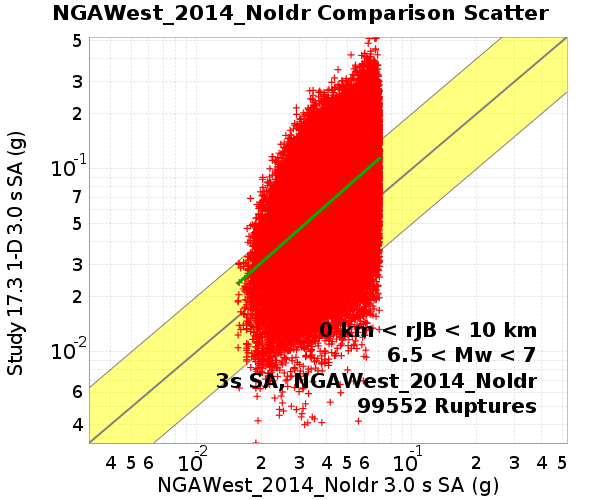 NGAWest_2014_NoIdr Comparison Scatter
5
3
2
10-1
7
5
3
2
10-2
6
4
Study 17.3 1-D 3.0 s SA (g)
0 km < rJB < 10 km
6.5 < Mw < 7
3s SA, NGAWest_2014_NoIdr
99552 Ruptures
4 5 6 10-2 2 3 4 5 6 10-1 2 3 4 5
NGAWest_2014_NoIdr 3.0 s SA (g)